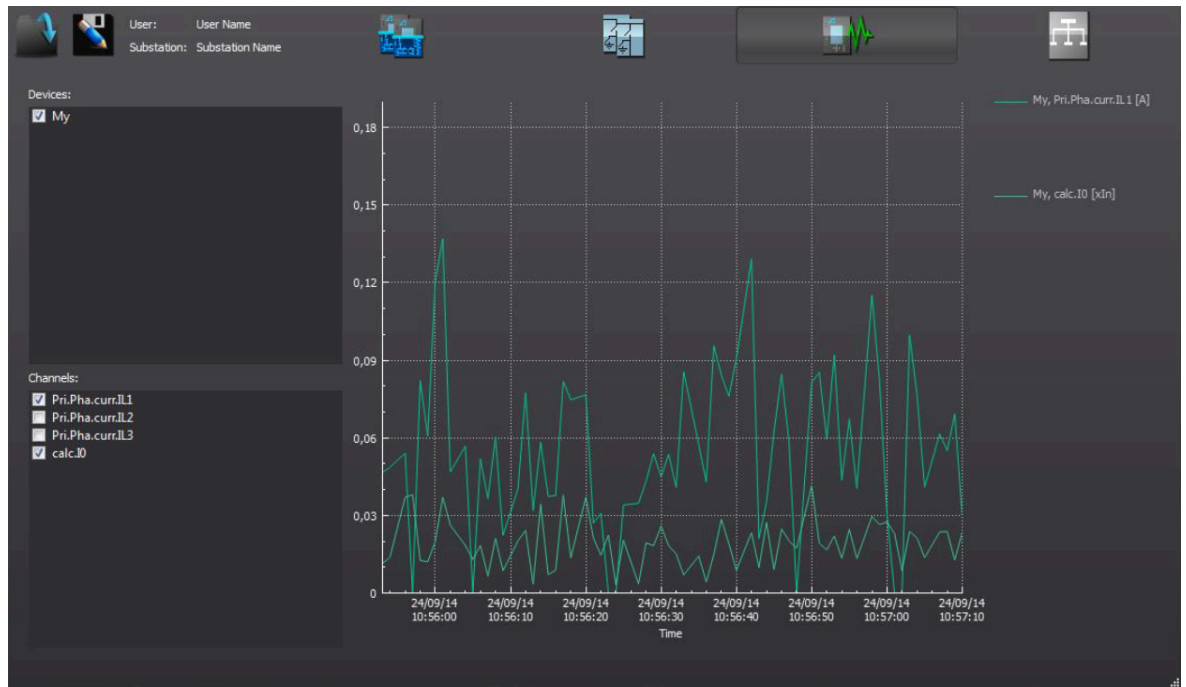 User: User Name
Substation: Substation Name
Devices:
My
Channels:
Pri.Pha.curr.IL1
Pri.Pha.curr.IL2
Pri.Pha.curr.IL3
calc.I0
0,18
0,15
0,12
0,09
0,06
0,03
0
24/09/14 24/09/14 24/09/14 24/09/14 24/09/14 24/09/14 24/09/14 24/09/14
10:56:00 10:56:10 10:56:20 10:56:30 10:56:40 10:56:50 10:57:00 10:57:10
Time
My, Pri.Pha.curr.IL1 [A]
My, calc.I0 [xIn]